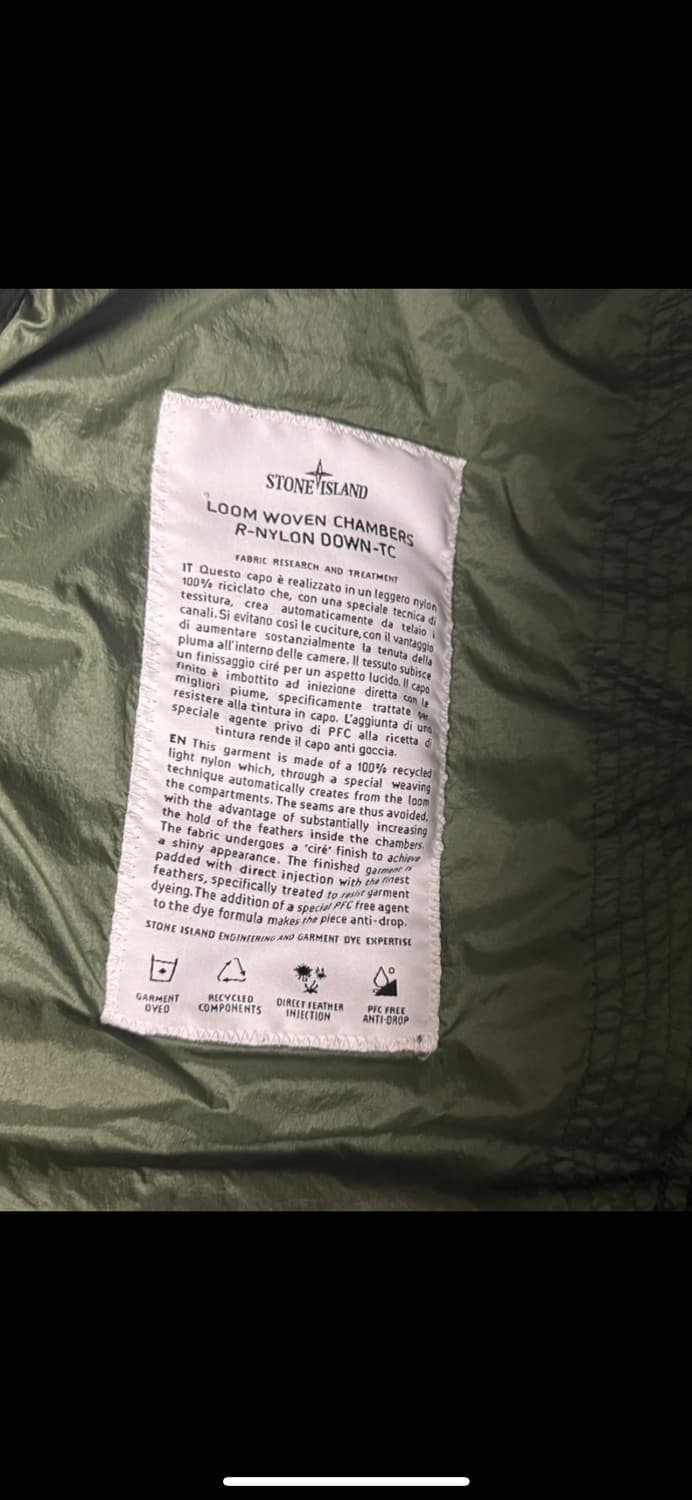 STONE ISLAND
LOOM WOVEN CHAMBERS
R-NYLON DOWN-TC
FABRIC RESEARCH AND TREATMENT
IT Questo capo è realizzato in un leggero nylon
100% riciclato che, con una speciale tecnica di
tessitura, crea automaticamente da telaio i
canali. Si evitano così le cuciture, con il vantaggio
di aumentare sostanzialmente la tenuta della
piuma all'interno delle camere. Il tessuto subisce
un finissaggio ciré per un aspetto lucido. Il capo
finito è imbottito ad iniezione diretta con le
migliori piume, specificamente trattate per
resistere alla tintura in capo. L'aggiunta di uno
speciale agente privo di PFC alla ricetta di
tintura rende il capo anti goccia.
EN This garment is made of a 100% recycled
light nylon which, through a special weaving
technique automatically creates from the loom
the compartments. The seams are thus avoided,
with the advantage of substantially increasing
the hold of the feathers inside the chambers.
The fabric undergoes a 'ciré' finish to achieve
a shiny appearance. The finished garment is
padded with direct injection with the finest
feathers, specifically treated to resist garment
dyeing. The addition of a special PFC free agent
to the dye formula makes the piece anti-drop.
STONE ISLAND ENGINEERING AND GARMENT DYE EXPERTISE
GARMENT DYED
RECYCLED COMPONENTS
DIRECT FEATHER INJECTION
PFC FREE ANTI-DROP